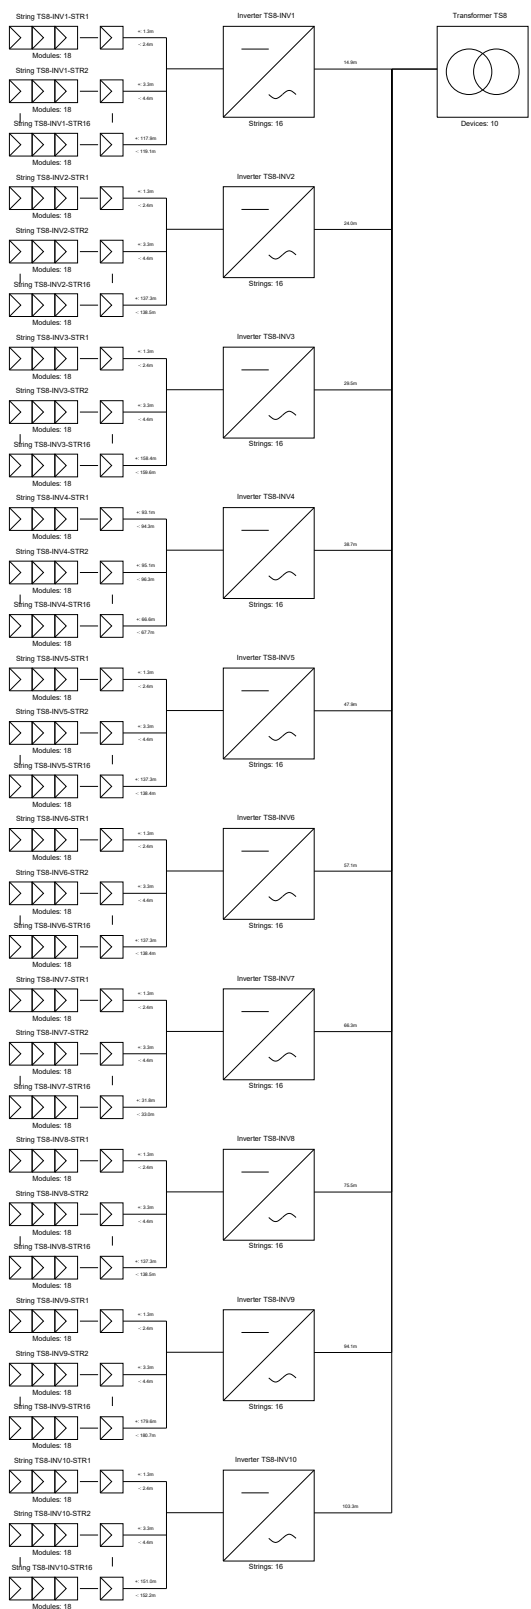 String TS8-INV1-STR1
Inverter TS8-INV1
Transformer TS8
+: 1.3m
-: 2.4m
Modules: 18
String TS8-INV1-STR2
14.9m
+: 3.3m
-: 4.4m
Modules: 18
String TS8-INV1-STR16
Strings: 16
Devices: 10
+: 117.9m
-: 119.1m
Modules: 18
String TS8-INV2-STR1
Inverter TS8-INV2
+: 1.3m
-: 2.4m
Modules: 18
String TS8-INV2-STR2
24.0m
+: 3.3m
-: 4.4m
Modules: 18
String TS8-INV2-STR16
Strings: 16
+: 137.3m
-: 138.5m
Modules: 18
String TS8-INV3-STR1
Inverter TS8-INV3
+: 1.3m
-: 2.4m
Modules: 18
String TS8-INV3-STR2
29.5m
+: 3.3m
-: 4.4m
Modules: 18
String TS8-INV3-STR16
Strings: 16
+: 158.4m
-: 159.6m
Modules: 18
String TS8-INV4-STR1
Inverter TS8-INV4
+: 93.1m
-: 94.3m
Modules: 18
String TS8-INV4-STR2
38.7m
+: 95.1m
-: 96.3m
Modules: 18
String TS8-INV4-STR16
Strings: 16
+: 66.6m
-: 67.7m
Modules: 18
String TS8-INV5-STR1
Inverter TS8-INV5
+: 1.3m
-: 2.4m
Modules: 18
String TS8-INV5-STR2
47.9m
+: 3.3m
-: 4.4m
Modules: 18
String TS8-INV5-STR16
Strings: 16
+: 137.3m
-: 138.4m
Modules: 18
String TS8-INV6-STR1
Inverter TS8-INV6
+: 1.3m
-: 2.4m
Modules: 18
String TS8-INV6-STR2
57.1m
+: 3.3m
-: 4.4m
Modules: 18
String TS8-INV6-STR16
Strings: 16
+: 137.3m
-: 138.4m
Modules: 18
String TS8-INV7-STR1
Inverter TS8-INV7
+: 1.3m
-: 2.4m
Modules: 18
String TS8-INV7-STR2
66.3m
+: 3.3m
-: 4.4m
Modules: 18
String TS8-INV7-STR16
Strings: 16
+: 31.8m
-: 33.0m
Modules: 18
String TS8-INV8-STR1
Inverter TS8-INV8
+: 1.3m
-: 2.4m
Modules: 18
String TS8-INV8-STR2
75.5m
+: 3.3m
-: 4.4m
Modules: 18
String TS8-INV8-STR16
Strings: 16
+: 137.3m
-: 138.5m
Modules: 18
String TS8-INV9-STR1
Inverter TS8-INV9
+: 1.3m
-: 2.4m
Modules: 18
String TS8-INV9-STR2
94.1m
+: 3.3m
-: 4.4m
Modules: 18
String TS8-INV9-STR16
Strings: 16
+: 179.6m
-: 180.7m
Modules: 18
String TS8-INV10-STR1
Inverter TS8-INV10
+: 1.3m
-: 2.4m
Modules: 18
String TS8-INV10-STR2
103.3m
+: 3.3m
-: 4.4m
Modules: 18
String TS8-INV10-STR16
Strings: 16
+: 151.0m
-: 152.2m
Modules: 18